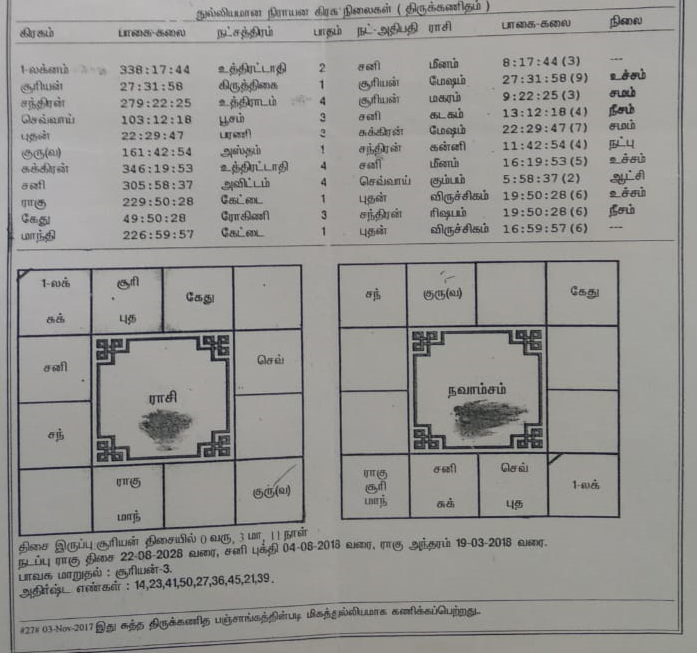 துல்லியமான நிராயன கிரக நிலைகள் ( திருக்கணிதம் )
கிரகம் பாகை-கலை நட்சத்திரம் பாதம் நட்-அதிபதி ராசி பாகை-கலை நிலை
1-லக்னம் 338:17:44 உத்திரட்டாதி 2 சனி மீனம் 8:17:44 (3) ---
சூரியன் 27:31:58 கிருத்திகை 1 சூரியன் மேஷம் 27:31:58 (9) உச்சம்
சந்திரன் 279:22:25 உத்திராடம் 4 சூரியன் மகரம் 9:22:25 (3) சமம்
செவ்வாய் 103:12:18 பூசம் 3 சனி கடகம் 13:12:18 (4) நீசம்
புதன் 22:29:47 பரணி 3 சுக்கிரன் மேஷம் 22:29:47 (7) சமம்
குரு(வ) 161:42:54 அஸ்தம் 1 சந்திரன் கன்னி 11:42:54 (4) நட்பு
சுக்கிரன் 346:19:53 உத்திரட்டாதி 4 சனி மீனம் 16:19:53 (5) உச்சம்
சனி 305:58:37 அவிட்டம் 4 செவ்வாய் கும்பம் 5:58:37 (2) ஆட்சி
ராகு 229:50:28 கேட்டை 1 புதன் விருச்சிகம் 19:50:28 (6) உச்சம்
கேது 49:50:28 ரோகிணி 3 சந்திரன் ரிஷபம் 19:50:28 (6) நீசம்
மாந்தி 226:59:57 கேட்டை 1 புதன் விருச்சிகம் 16:59:57 (6) ---
1-லக் சூரி கேது
சுக் புத
சனி செவ்
ராசி
சந்
ராகு குரு(வ)
மாந்
சந் குரு(வ) கேது
நவாம்சம்
ராகு சனி செவ்
சூரி 1-லக்
மாந் சுக் புத
திசை இருப்பு சூரியன் திசையில் 0 வரு, 3 மா, 11 நாள்
நடப்பு ராகு திசை 22-08-2028 வரை, சனி புக்தி 04-08-2018 வரை, ராகு அந்தரம் 19-03-2018 வரை.
பாவக மாறுதல் : சூரியன்-3.
அதிர்ஷ்ட எண்கள் : 14,23,41,50,27,36,45,21,39.
#27# 03-Nov-2017 இது சுத்த திருக்கணித பஞ்சாங்கத்தின்படி மிகத்துல்லியமாக கணிக்கப்பெற்றது.